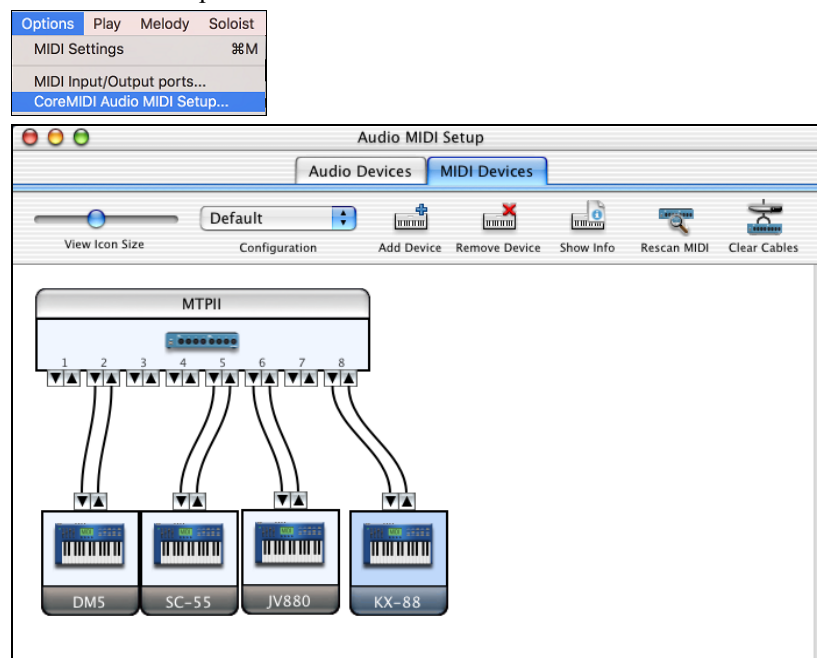 Options Play Melody Soloist
MIDI Settings ⌘M
MIDI Input/Output ports...
CoreMIDI Audio MIDI Setup...
Audio MIDI Setup
Audio Devices MIDI Devices
Default
View Icon Size Configuration Add Device Remove Device Show Info Rescan MIDI Clear Cables
MTPII
1 2 3 4 5 6 7 8
DM5 SC-55 JV880 KX-88